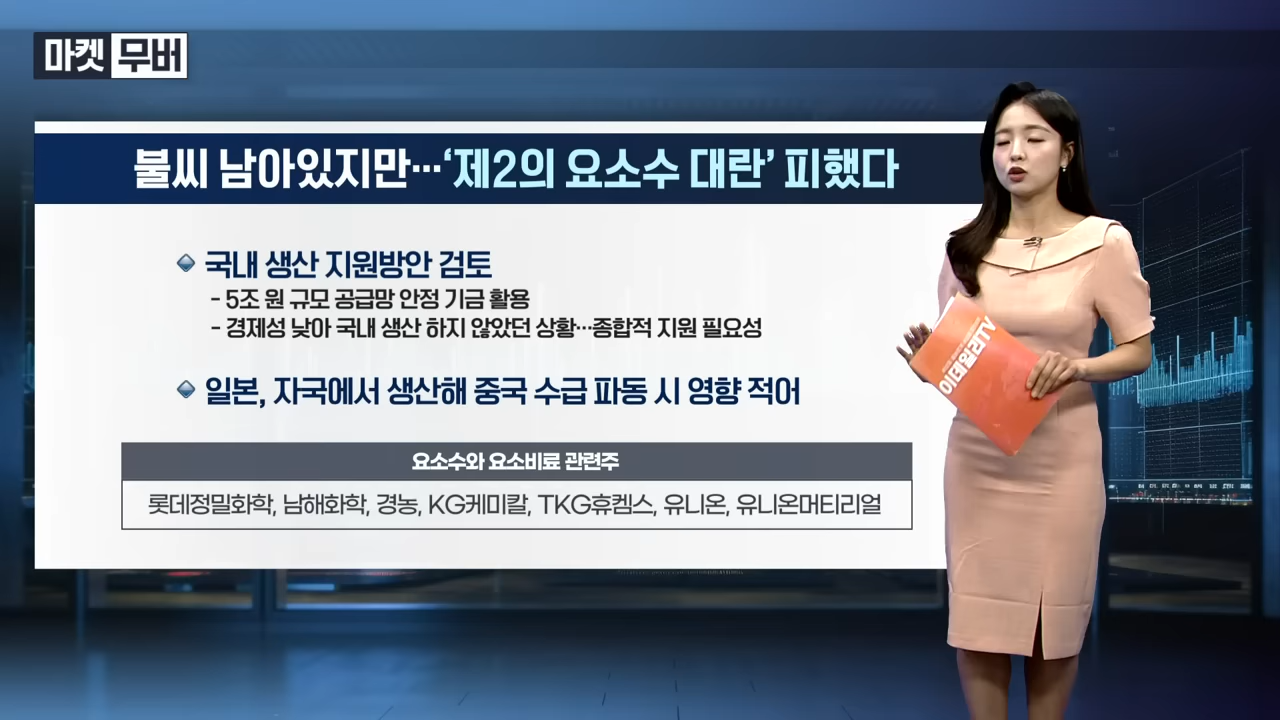 마켓무버
불씨 남아있지만…‘제2의 요소수 대란’ 피했다
국내 생산 지원방안 검토
- 5조 원 규모 공급망 안정 기금 활용
- 경제성 낮아 국내 생산 하지 않았던 상황…종합적 지원 필요성
일본, 자국에서 생산해 중국 수급 파동 시 영향 적어
요소수와 요소비료 관련주
롯데정밀화학, 남해화학, 경농, KG케미칼, TKG휴켐스, 유니온, 유니온머티리얼
이데일리TV